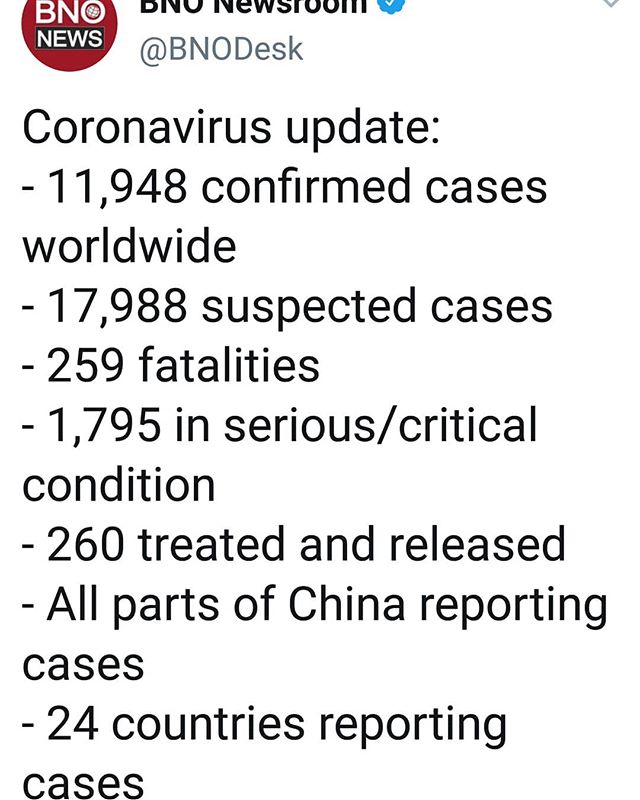 BNO
NEWS
BNO Newsroom
@BNODesk
Coronavirus update:
- 11,948 confirmed cases
worldwide
- 17,988 suspected cases
- 259 fatalities
- 1,795 in serious/critical
condition
- 260 treated and released
- All parts of China reporting
cases
- 24 countries reporting
cases